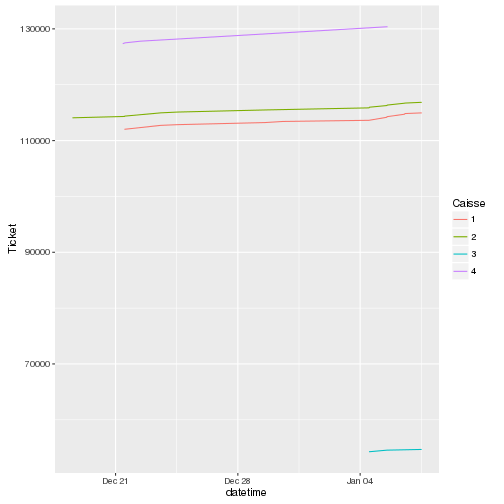 130000
110000
90000
70000
Ticket
Dec 21
Dec 28
Jan 04
datetime
Caisse
1
2
3
4